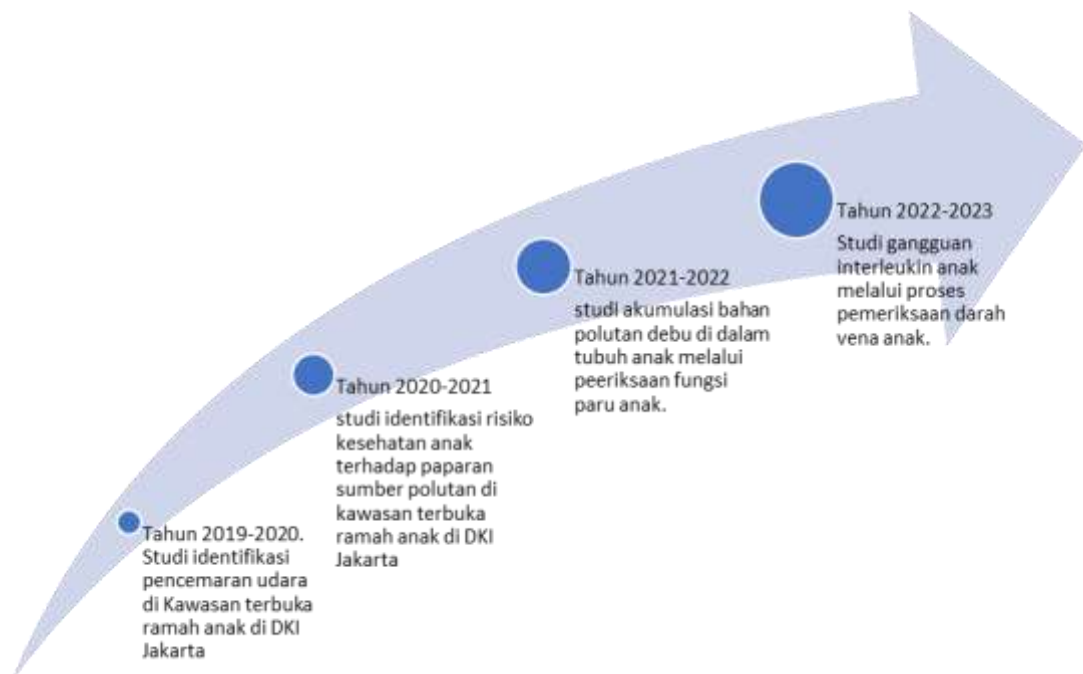 Tahun 2019-2020.
Studi identifikasi
pencemaran udara
di Kawasan terbuka
ramah anak di DKI
Jakarta
Tahun 2020-2021
studi identifikasi risiko
kesehatan anak
terhadap paparan
sumber polutan di
kawasan terbuka
ramah anak di DKI
Jakarta
Tahun 2021-2022
studi akumulasi bahan
polutan debu di dalam
tubuh anak melalui
peeriksaan fungsi
paru anak.
Tahun 2022-2023
Studi gangguan
interleukin anak
melalui proses
pemeriksaan darah
vena anak.